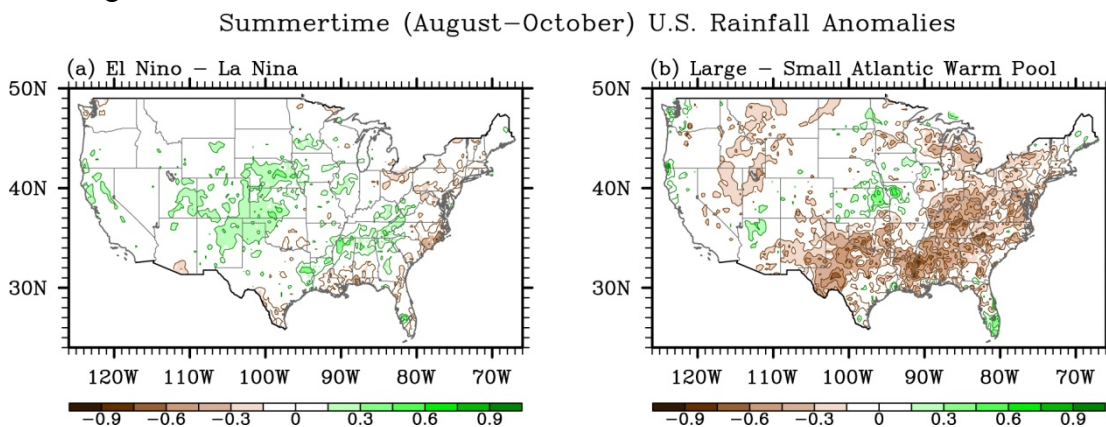 Summertime (August–October) U.S. Rainfall Anomalies
(a) El Nino – La Nina
(b) Large – Small Atlantic Warm Pool
50N
40N
30N
120W 110W 100W 90W 80W 70W
−0.9 −0.6 −0.3 0 0.3 0.6 0.9
50N
40N
30N
120W 110W 100W 90W 80W 70W
−0.9 −0.6 −0.3 0 0.3 0.6 0.9